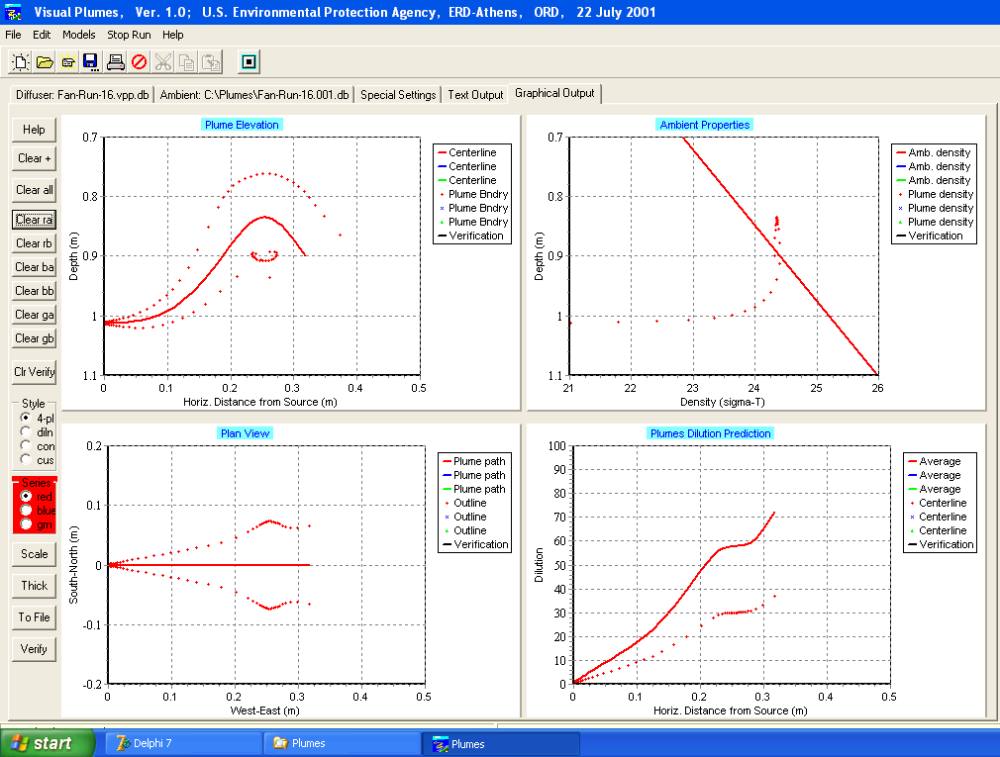 Visual Plumes, Ver. 1.0; U.S. Environmental Protection Agency, ERD-Athens, ORD, 22 July 2001
File Edit Models Stop Run Help
Diffuser: Fan-Run-16.vpp.db Ambient: C:\Plumes\Fan-Run-16.001.db Special Settings Text Output Graphical Output
Help
Clear +
Clear all
Clear ra
Clear rb
Clear ba
Clear bb
Clear ga
Clear gb
Clr Verify
Style
4-pl
diln
con
cus
Series
red
blue
grn
Scale
Thick
To File
Verify
Plume Elevation
0.7
0.8
0.9
1
1.1
Depth (m)
0 0.1 0.2 0.3 0.4 0.5
Horiz. Distance from Source (m)
Centerline
Centerline
Centerline
Plume Bndry
Plume Bndry
Plume Bndry
Verification
Ambient Properties
0.7
0.8
0.9
1
1.1
Depth (m)
21 22 23 24 25 26
Density (sigma-T)
Amb. density
Amb. density
Amb. density
Plume density
Plume density
Plume density
Verification
Plan View
0.2
0.1
0
-0.1
-0.2
South-North (m)
0 0.1 0.2 0.3 0.4 0.5
West-East (m)
Plume path
Plume path
Plume path
Outline
Outline
Outline
Verification
Plumes Dilution Prediction
100
90
80
70
60
50
40
30
20
10
0
Dilution
0 0.1 0.2 0.3 0.4 0.5
Horiz. Distance from Source (m)
Average
Average
Average
Centerline
Centerline
Centerline
Verification
start Delphi 7 Plumes Plumes